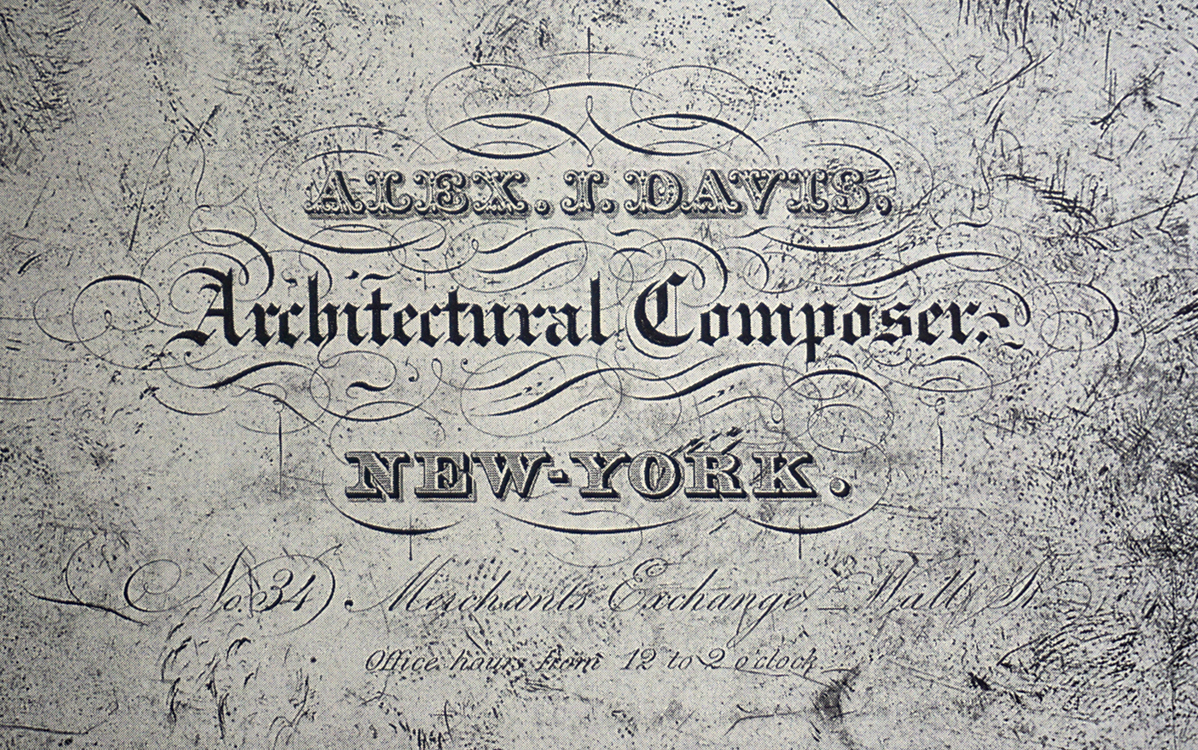 ALEX. J. DAVIS,
Architectural Composer.
NEW-YORK.
No. 34) Merchants Exchange. – Wall St.
Office hours from 12 to 2 o'clock